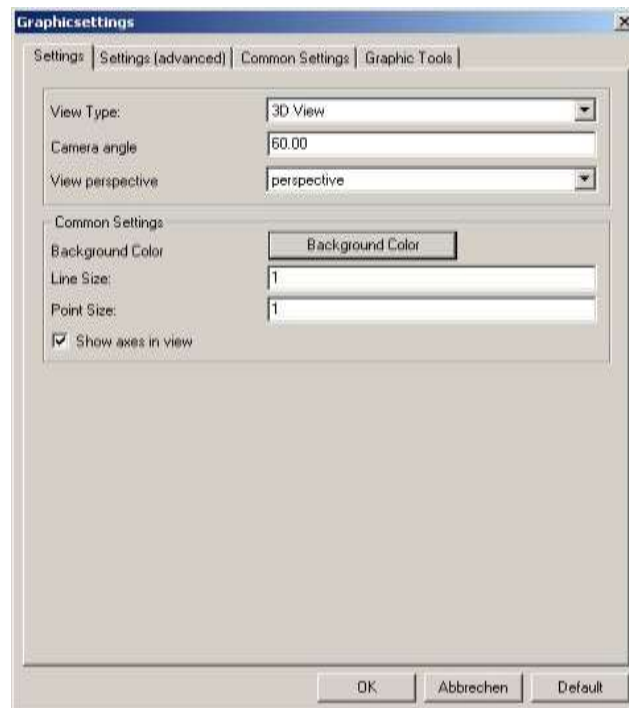 Graphicsettings
Settings Settings (advanced) Common Settings Graphic Tools
View Type: 3D View
Camera angle 60.00
View perspective perspective
Common Settings
Background Color Background Color
Line Size: 1
Point Size: 1
Show axes in view
OK Abbrechen Default